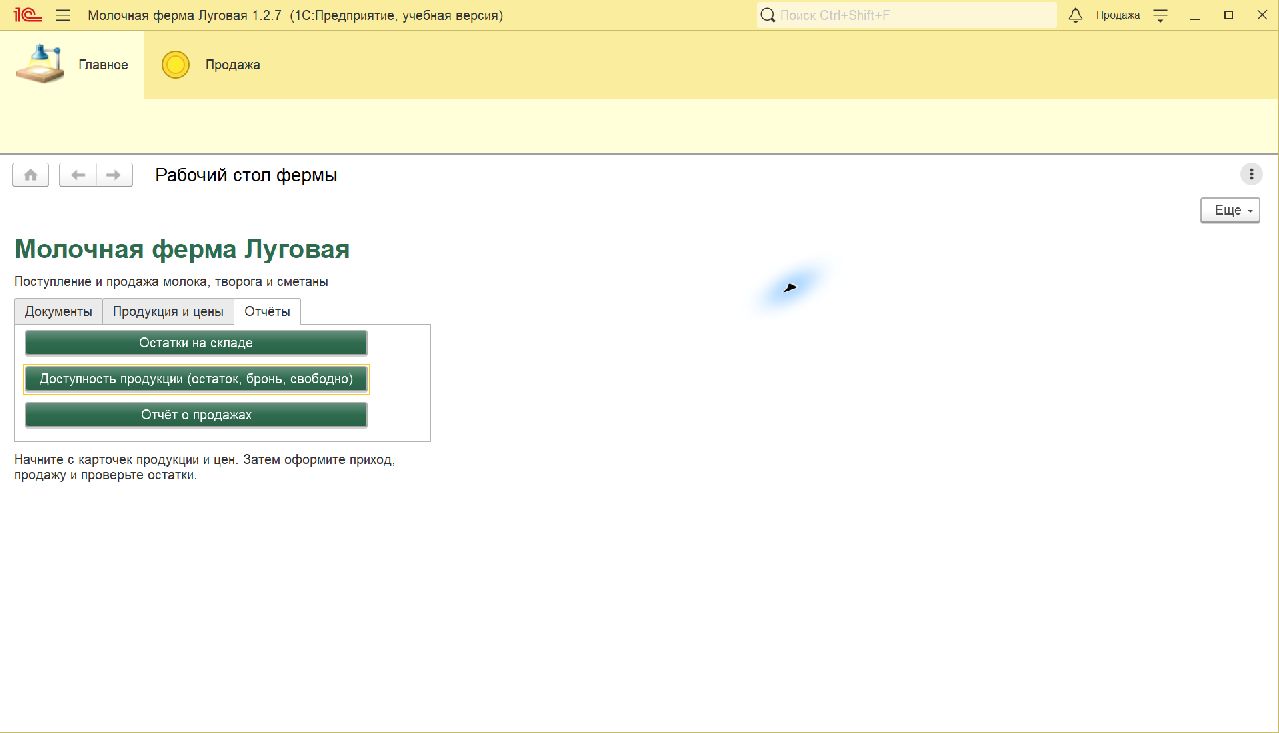 1С Молочная ферма Луговая 1.2.7 (1С:Предприятие, учебная версия) Поиск Ctrl+Shift+F Продажа
Главное Продажа
Рабочий стол фермы
Еще
Молочная ферма Луговая
Поступление и продажа молока, творога и сметаны
Документы Продукция и цены Отчёты
Остатки на складе
Доступность продукции (остаток, бронь, свободно)
Отчёт о продажах
Начните с карточек продукции и цен. Затем оформите приход,
продажу и проверьте остатки.